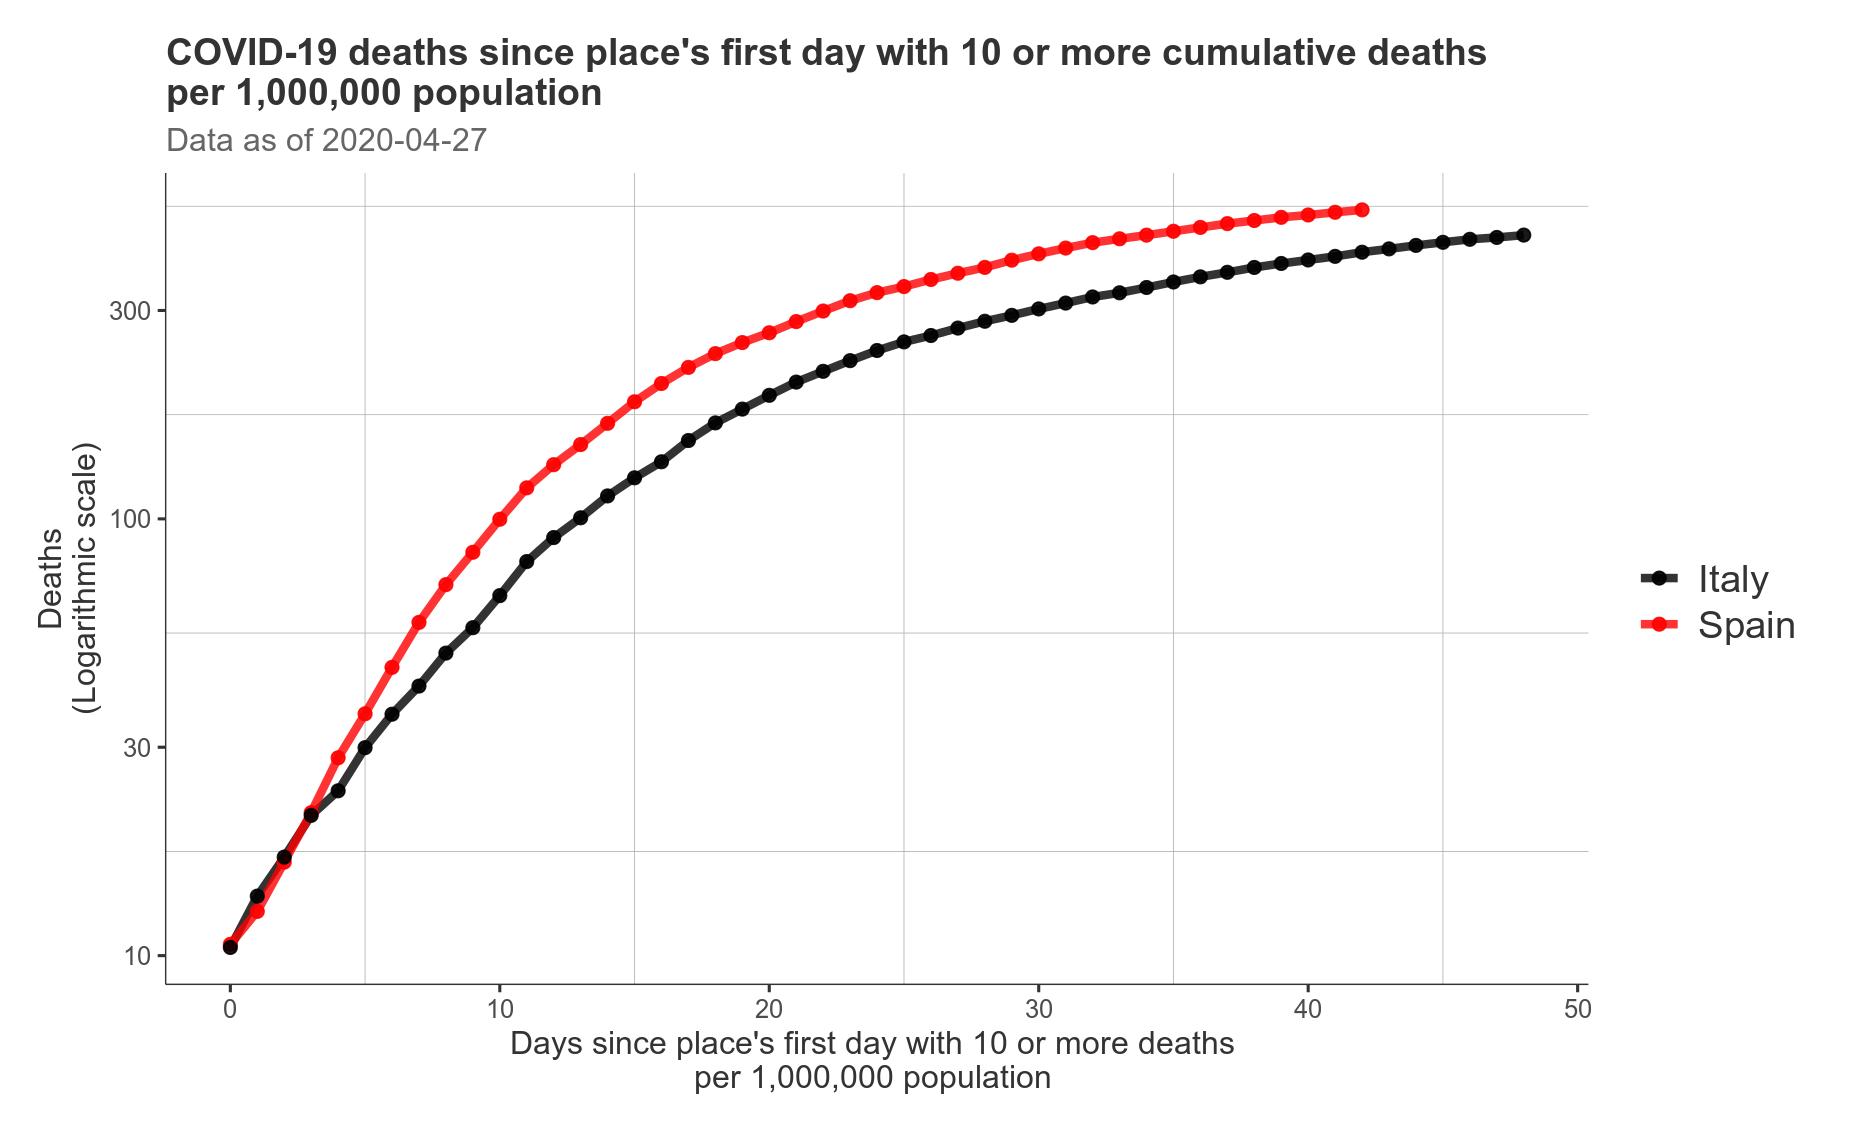 COVID-19 deaths since place's first day with 10 or more cumulative deaths
per 1,000,000 population
Data as of 2020-04-27
Deaths
(Logarithmic scale)
300
100
30
10
0
10
20
30
40
50
Days since place's first day with 10 or more deaths
per 1,000,000 population
Italy
Spain